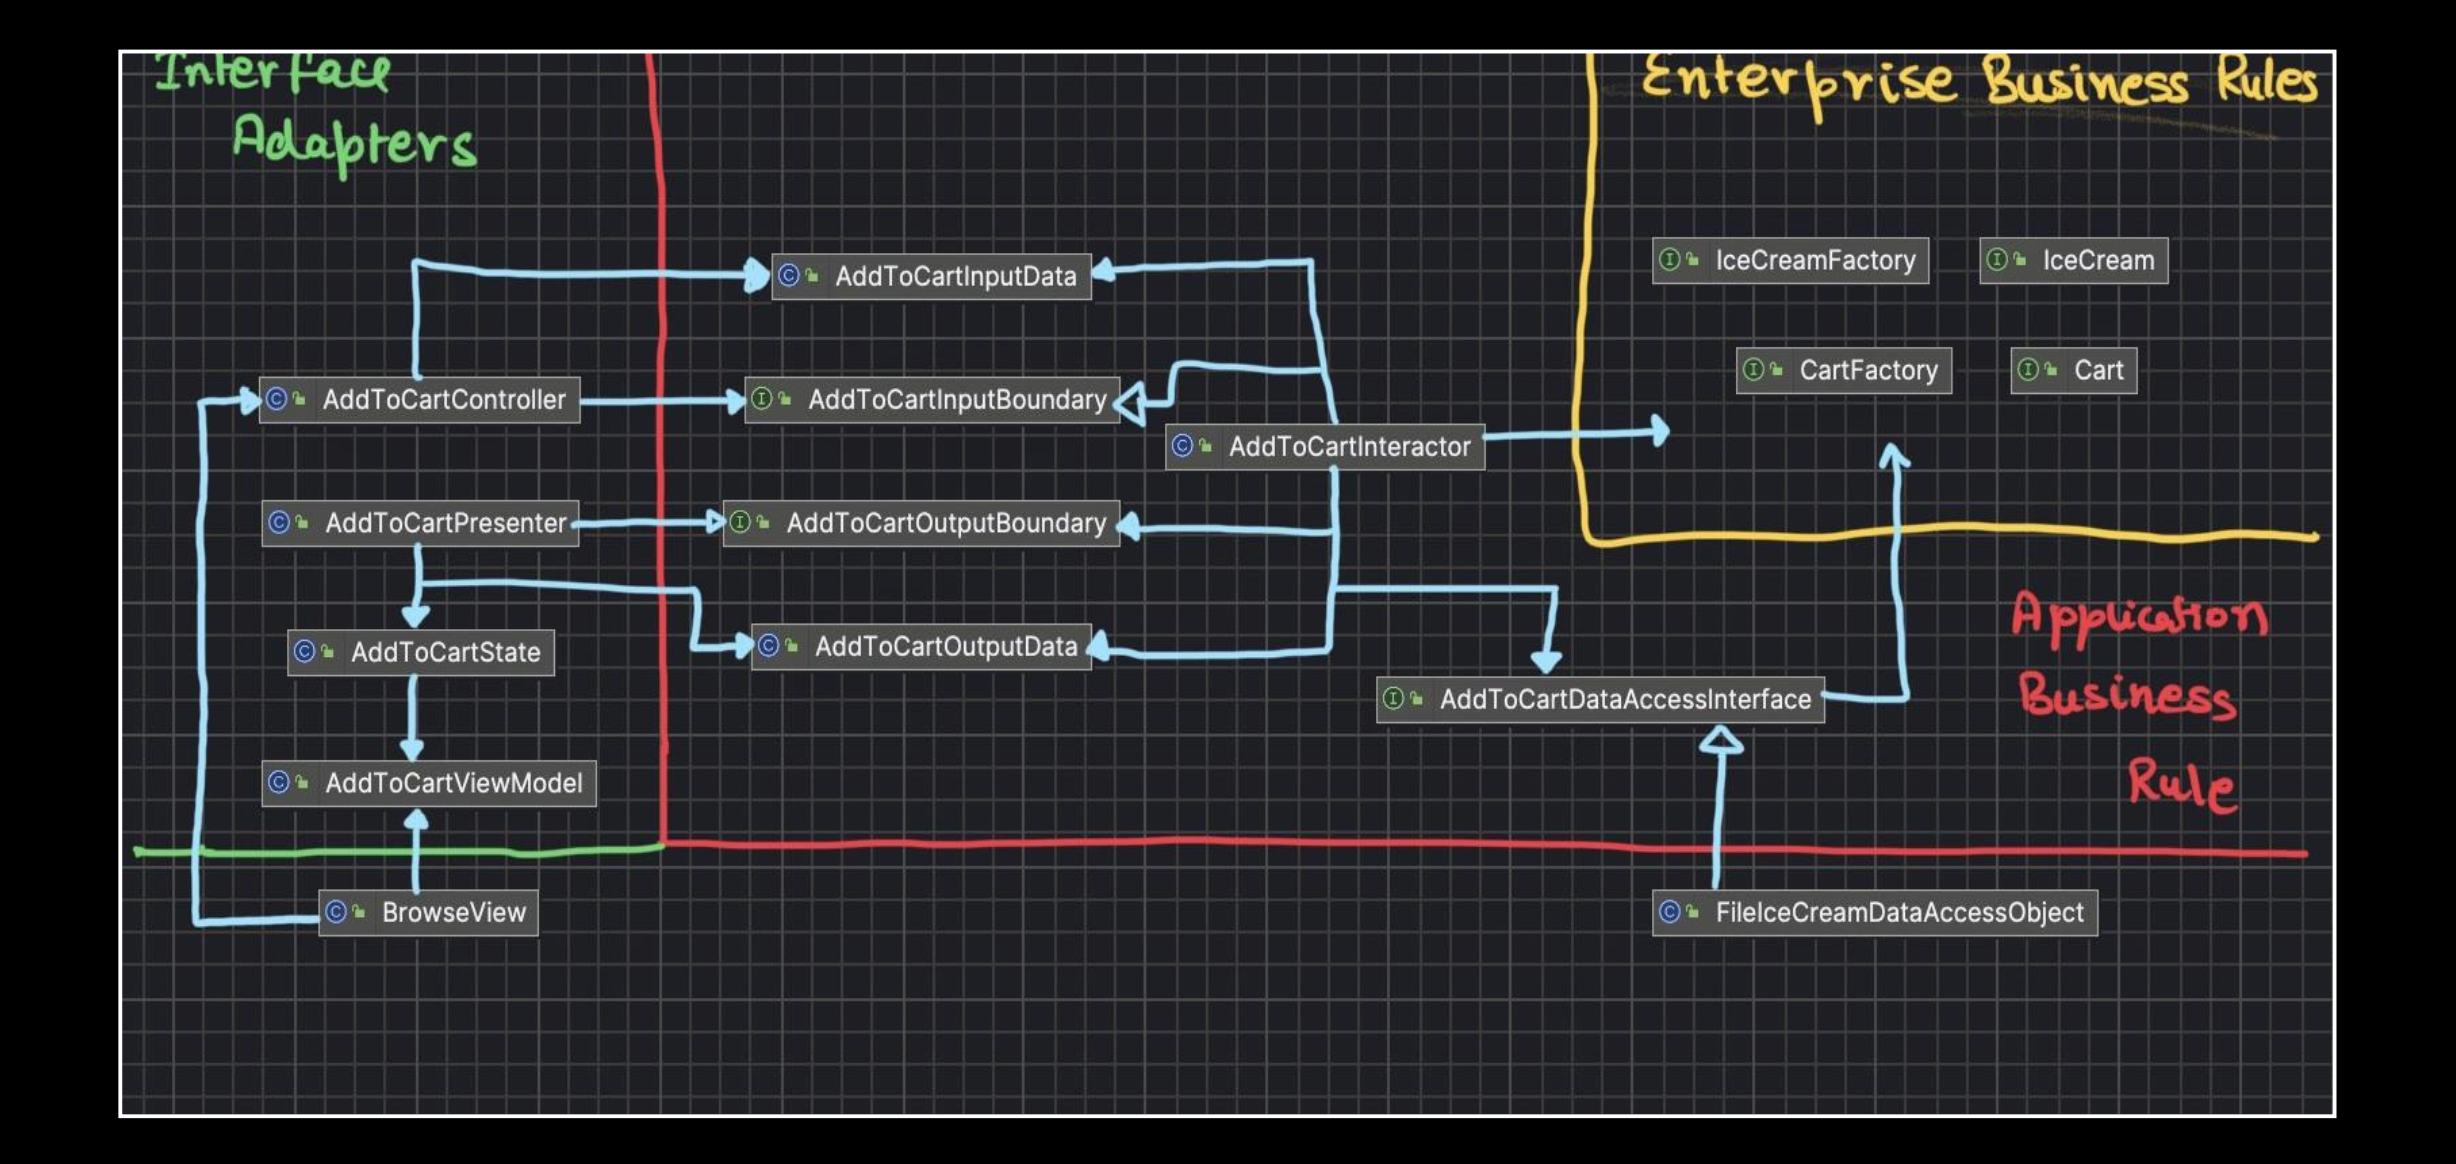 Interface
Adapters
Enterprise Business Rules
IceCreamFactory
IceCream
AddToCartInputData
CartFactory
Cart
AddToCartController
AddToCartInputBoundary
AddToCartInteractor
AddToCartPresenter
AddToCartOutputBoundary
Application
Business
Rule
AddToCartState
AddToCartOutputData
AddToCartDataAccessInterface
AddToCartViewModel
BrowseView
FileIceCreamDataAccessObject